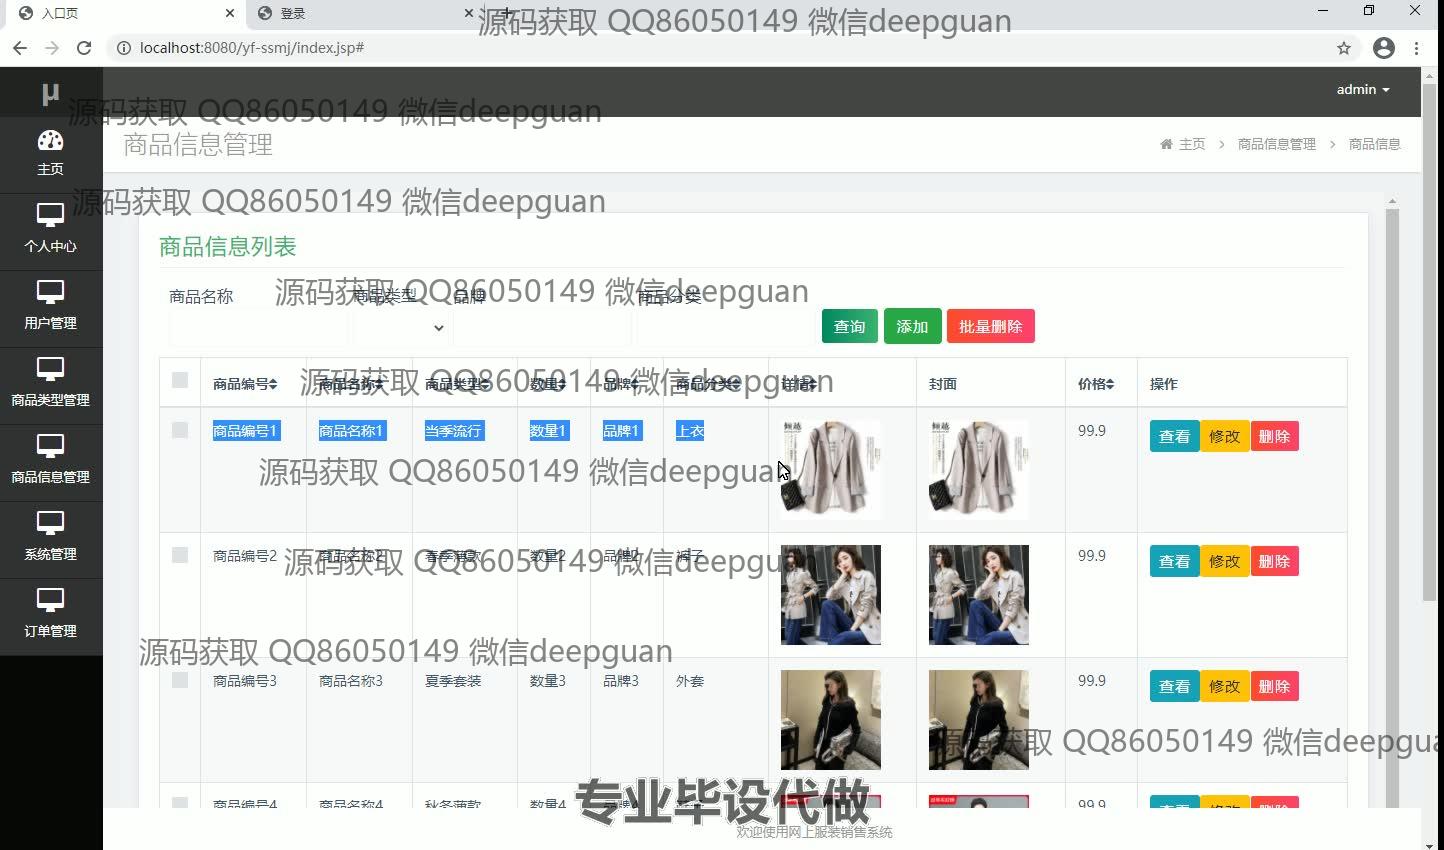 入口页
登录
源码获取 QQ86050149 微信deepguan
localhost:8080/yf-ssmj/index.jsp#
μ
admin
源码获取 QQ86050149 微信deepguan
商品信息管理
主页 > 商品信息管理 > 商品信息
主页
源码获取 QQ86050149 微信deepguan
个人中心
用户管理
商品类型管理
商品信息管理
系统管理
订单管理
商品信息列表
源码获取 QQ86050149 微信deepguan
商品名称 商品类型 品牌 商品分类
查询 添加 批量删除
源码获取 QQ86050149 微信deepguan
商品编号 商品名称 商品类型 数量 品牌 商品分类 详情 封面 价格 操作
商品编号1 商品名称1 当季流行 数量1 品牌1 上衣 99.9 查看 修改 删除
源码获取 QQ86050149 微信deepguan
商品编号2 商品名称2 春季薄款 数量2 品牌2 裤子 99.9 查看 修改 删除
源码获取 QQ86050149 微信deepguan
源码获取 QQ86050149 微信deepguan
商品编号3 商品名称3 夏季套装 数量3 品牌3 外套 99.9 查看 修改 删除
源码获取 QQ86050149 微信deepgua
商品编号4 商品名称4 秋冬薄款 数量4 99.9 查看 修改 删除
专业毕设代做
欢迎使用网上服装销售系统